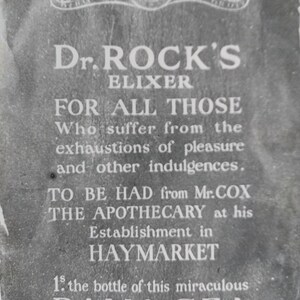 Dr. ROCK'S
ELIXER
FOR ALL THOSE
Who suffer from the
exhaustions of pleasure
and other indulgences.
TO BE HAD from Mr. COX
THE APOTHECARY at his
Establishment in
HAYMARKET
1s. the bottle of this miraculous